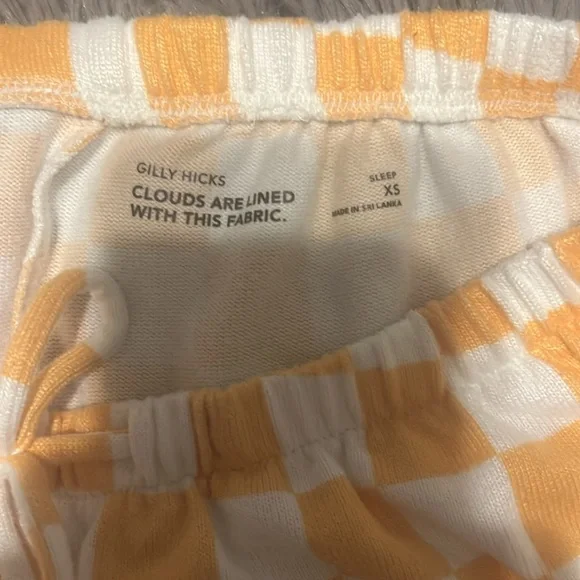 GILLY HICKS
CLOUDS ARE LINED
WITH THIS FABRIC.
SLEEP
XS
MADE IN SRI LANKA